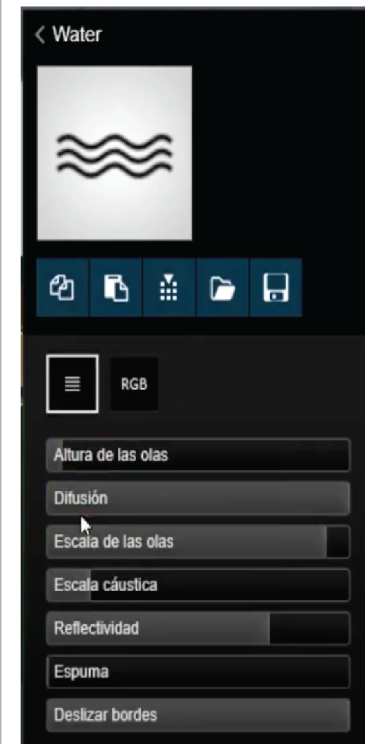 Water
RGB
Altura de las olas
Difusión
Escala de las olas
Escala cáustica
Reflectividad
Espuma
Deslizar bordes